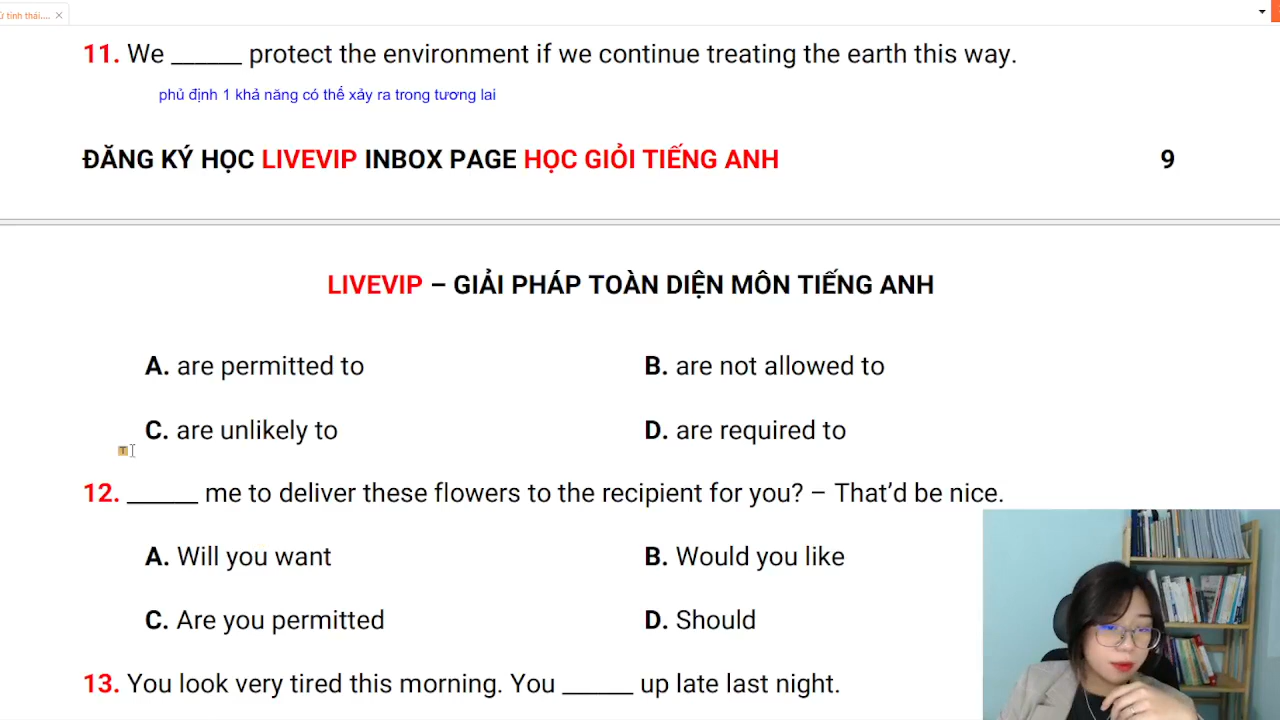 ừ tình thái....
11. We ______ protect the environment if we continue treating the earth this way.
phủ định 1 khả năng có thể xảy ra trong tương lai
ĐĂNG KÝ HỌC LIVEVIP INBOX PAGE HỌC GIỎI TIẾNG ANH 9
LIVEVIP – GIẢI PHÁP TOÀN DIỆN MÔN TIẾNG ANH
A. are permitted to B. are not allowed to
C. are unlikely to D. are required to
12. ______ me to deliver these flowers to the recipient for you? – That’d be nice.
A. Will you want B. Would you like
C. Are you permitted D. Should
13. You look very tired this morning. You ______ up late last night.